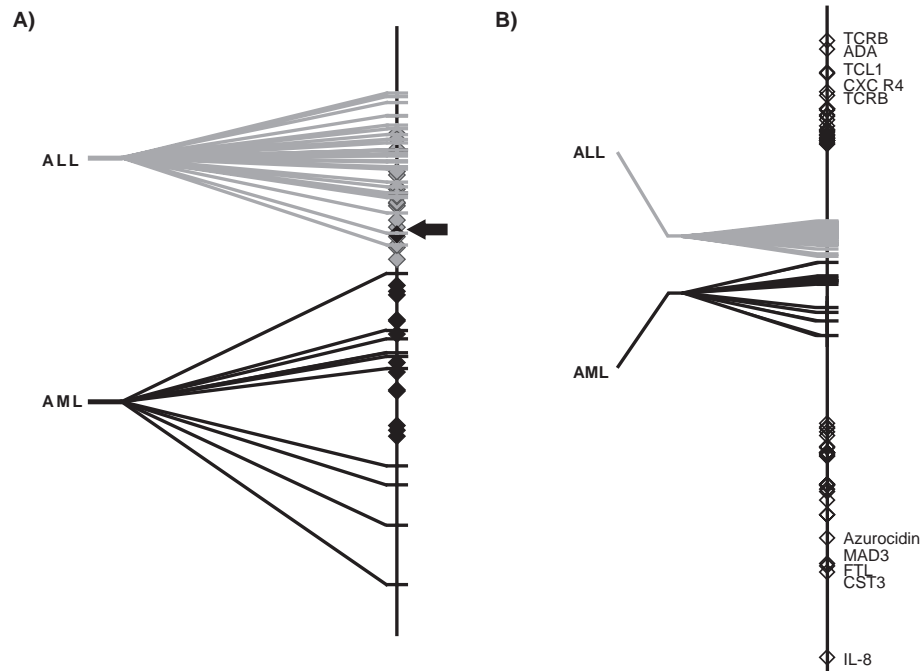 A)
ALL
AML
B)
TCRB
ADA
TCL1
CXC R4
TCRB
ALL
AML
Azurocidin
MAD3
FTL
CST3
IL-8